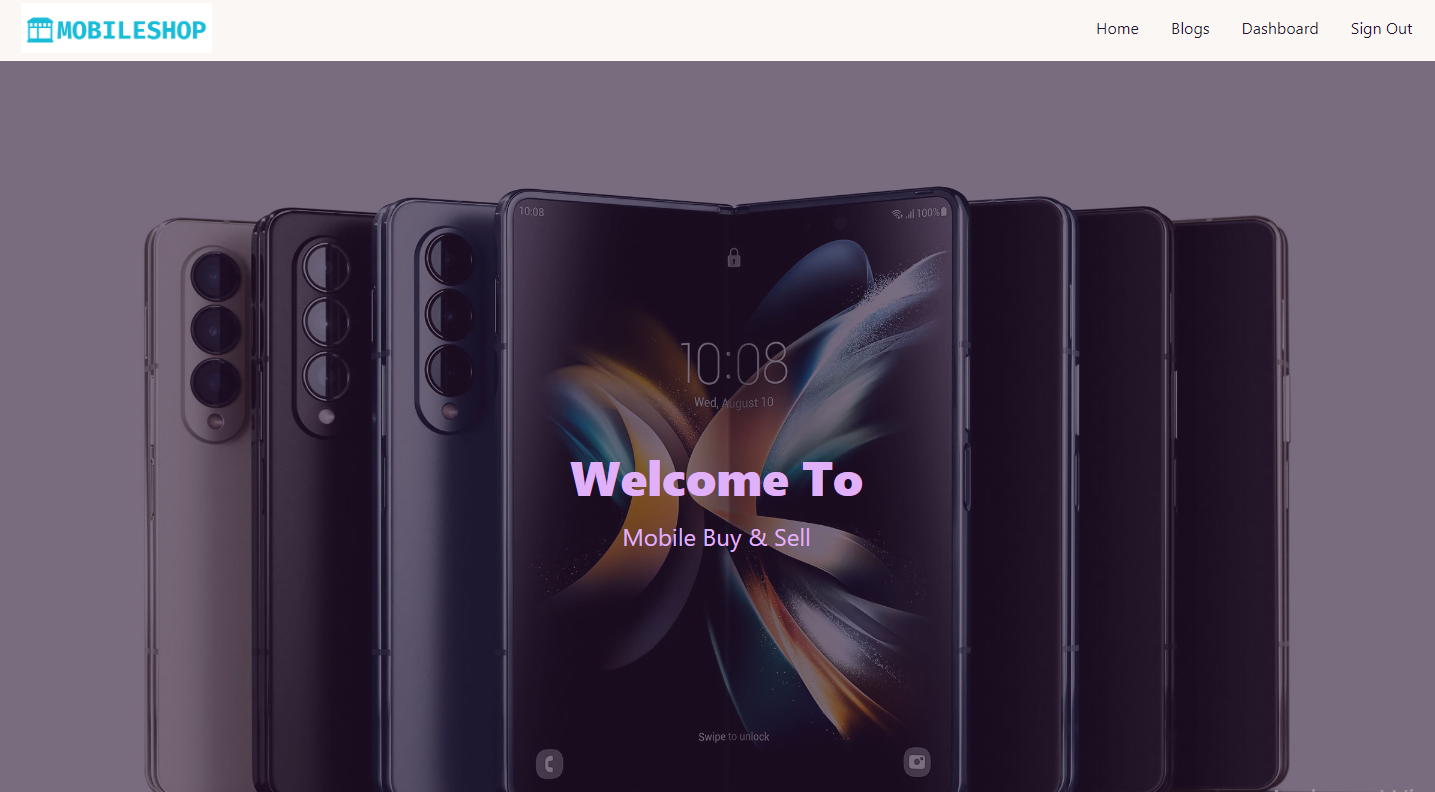 MOBILESHOP
Home Blogs Dashboard Sign Out
10:08 100%
10:08
Wed, August 10
Welcome To
Mobile Buy & Sell
Swipe to unlock